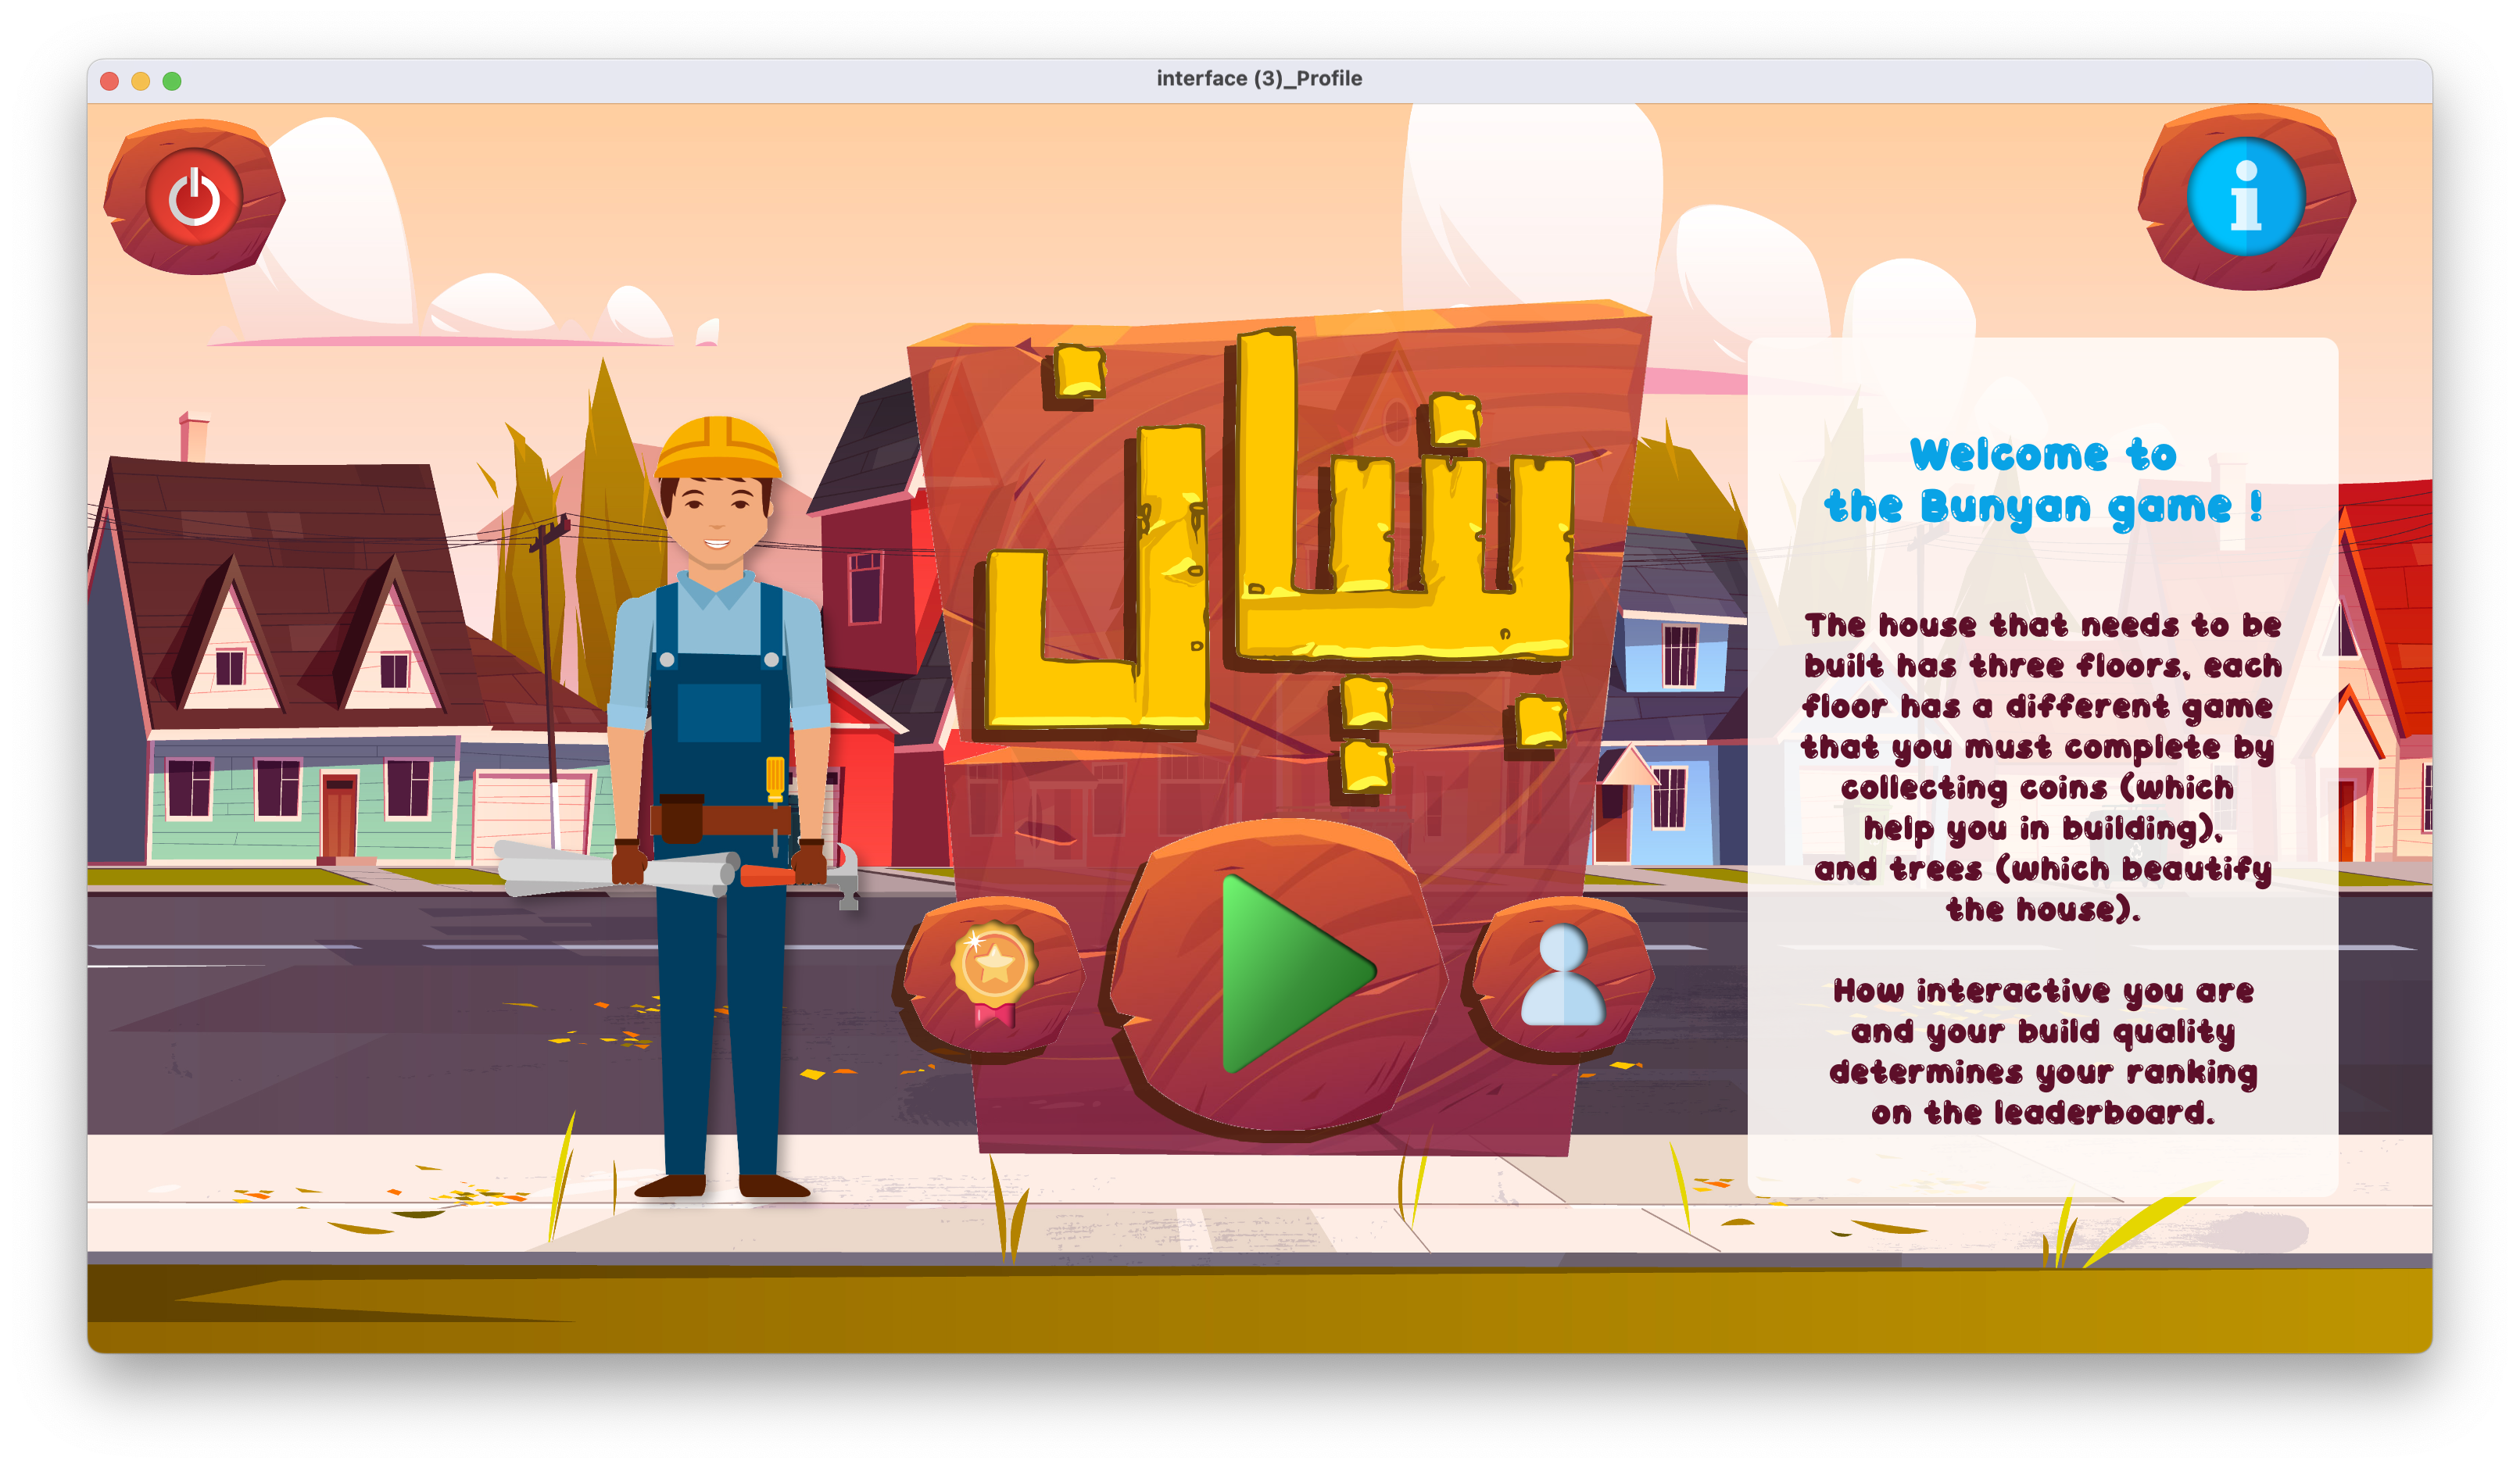 interface (3)_Profile
بنيان
Welcome to
the Bunyan game !
The house that needs to be
built has three floors, each
floor has a different game
that you must complete by
collecting coins (which
help you in building),
and trees (which beautify
the house).
How interactive you are
and your build quality
determines your ranking
on the leaderboard.